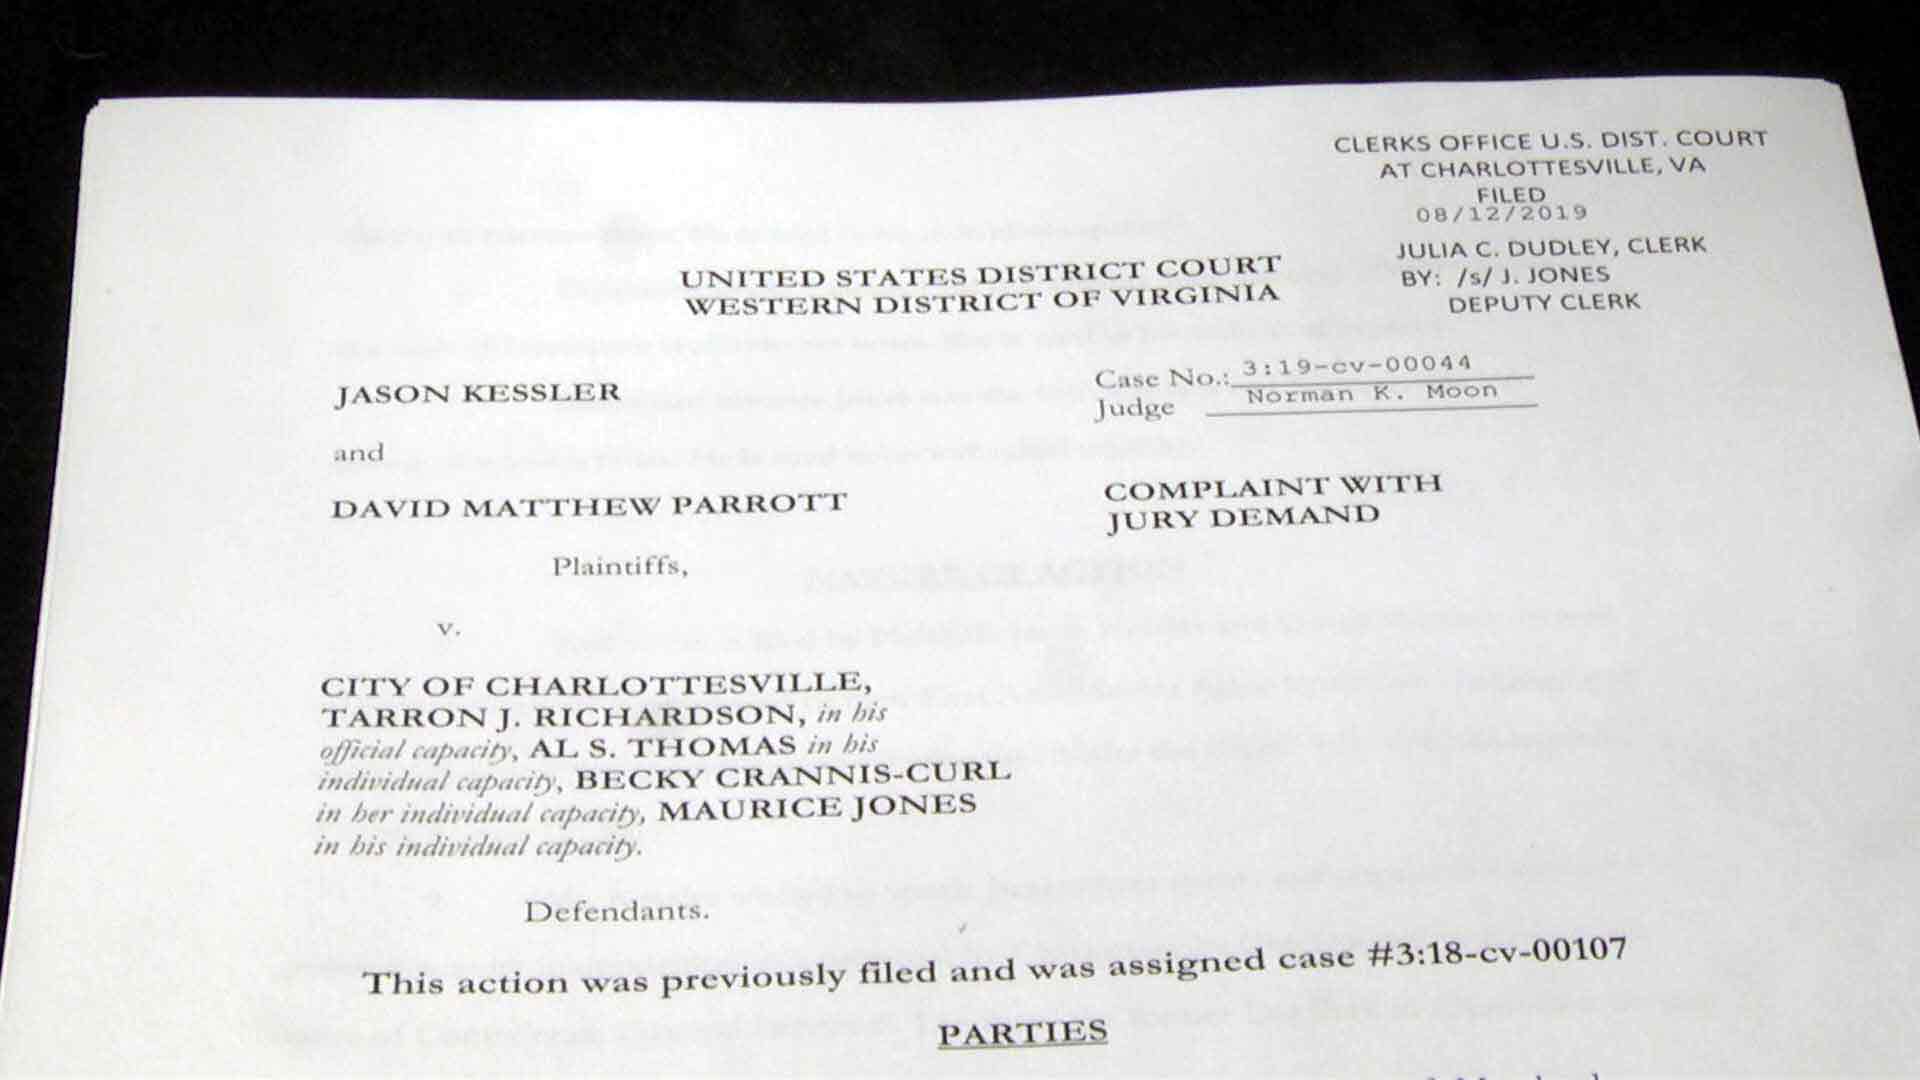 CLERKS OFFICE U.S. DIST. COURT
AT CHARLOTTESVILLE, VA
FILED
08/12/2019
JULIA C. DUDLEY, CLERK
BY: /s/ J. JONES
DEPUTY CLERK
UNITED STATES DISTRICT COURT
WESTERN DISTRICT OF VIRGINIA
JASON KESSLER
and
DAVID MATTHEW PARROTT
Plaintiffs,
v.
CITY OF CHARLOTTESVILLE,
TARRON J. RICHARDSON, in his
official capacity, AL S. THOMAS in his
individual capacity, BECKY CRANNIS-CURL
in her individual capacity, MAURICE JONES
in his individual capacity.
Defendants.
Case No.: 3:19-cv-00044
Judge Norman K. Moon
COMPLAINT WITH
JURY DEMAND
This action was previously filed and was assigned case #3:18-cv-00107
PARTIES